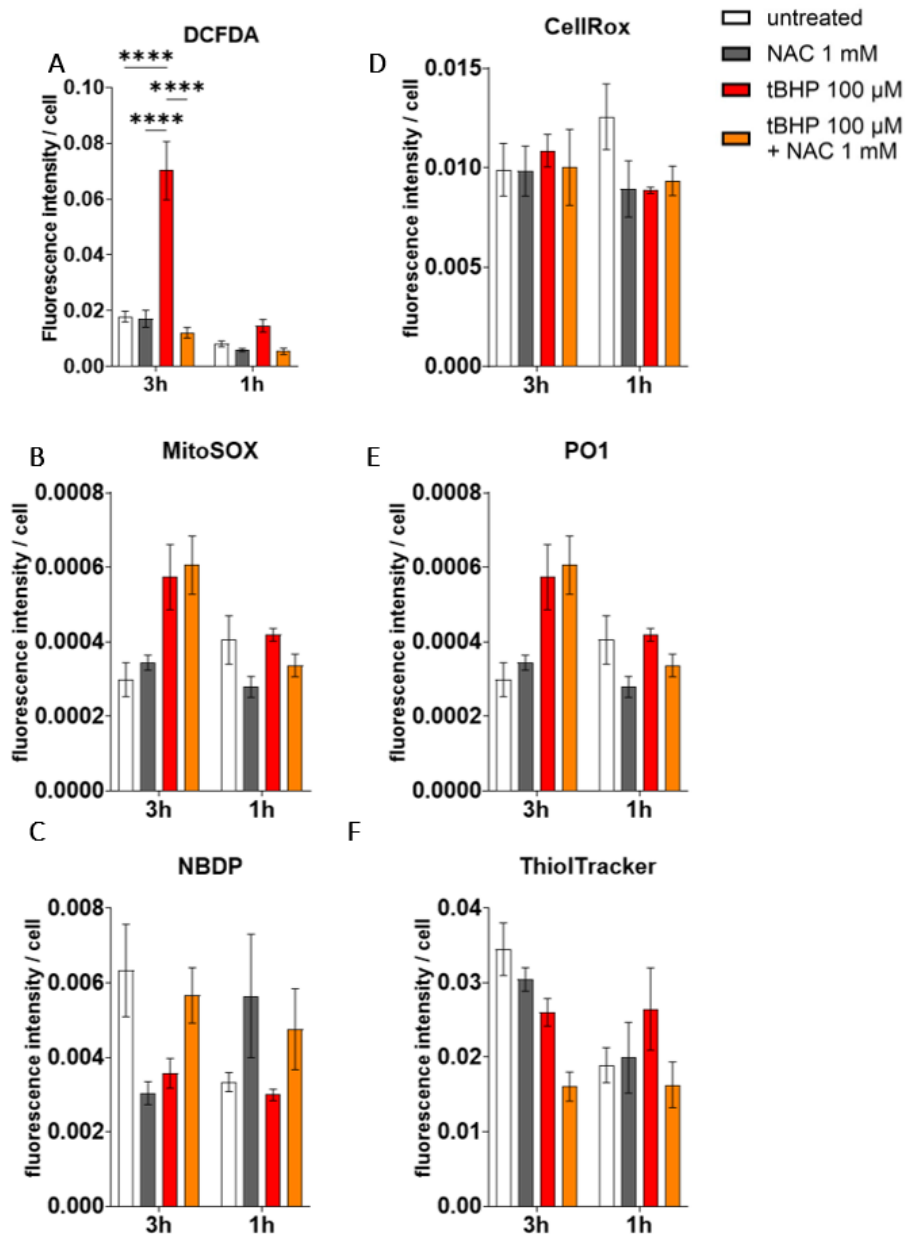 DCFDA
A
****
****
****
Fluorescence intensity / cell
0.10
0.08
0.06
0.04
0.02
0.00
3h
1h
CellRox
D
fluorescence intensity / cell
0.015
0.010
0.005
0.000
3h
1h
untreated
NAC 1 mM
tBHP 100 µM
tBHP 100 µM
+ NAC 1 mM
MitoSOX
B
fluorescence intensity / cell
0.0008
0.0006
0.0004
0.0002
0.0000
3h
1h
PO1
E
fluorescence intensity / cell
0.0008
0.0006
0.0004
0.0002
0.0000
3h
1h
C
NBDP
fluorescence intensity / cell
0.008
0.006
0.004
0.002
0.000
3h
1h
F
ThiolTracker
fluorescence intensity / cell
0.04
0.03
0.02
0.01
0.00
3h
1h